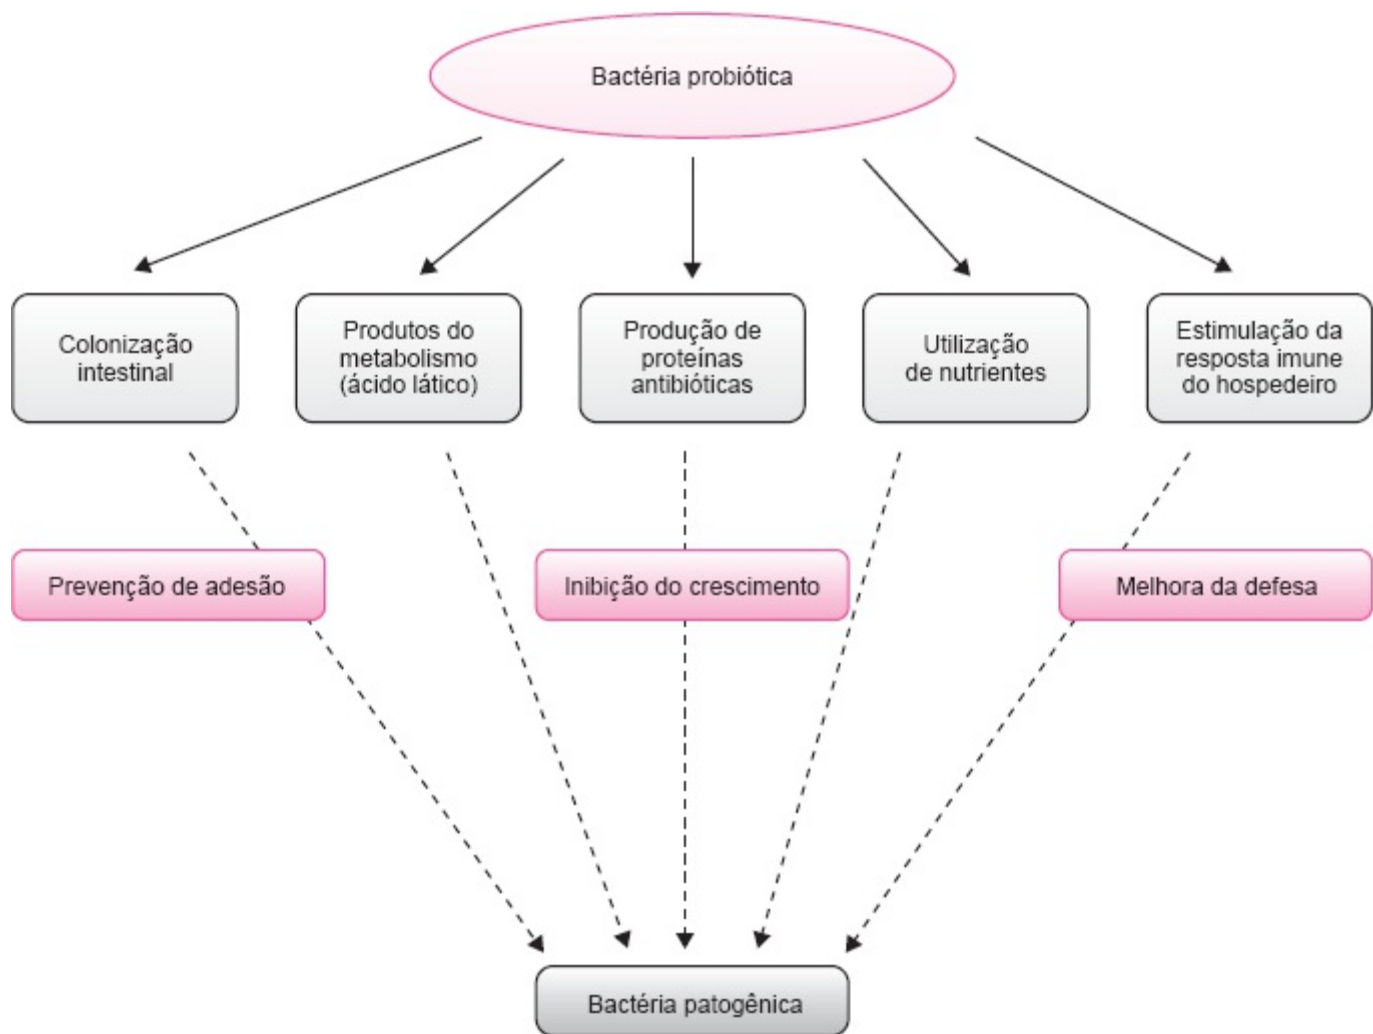 Bactéria probiótica
Colonização
intestinal
Produtos do
metabolismo
(ácido lático)
Produção de
proteínas
antibióticas
Utilização
de nutrientes
Estimulação da
resposta imune
do hospedeiro
Prevenção de adesão
Inibição do crescimento
Melhora da defesa
Bactéria patogênica